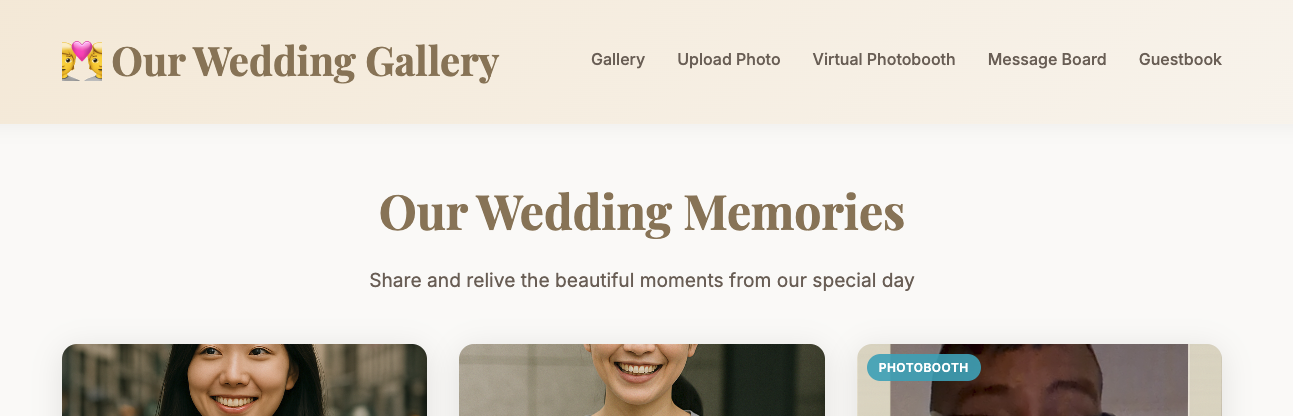 Our Wedding Gallery
Gallery Upload Photo Virtual Photobooth Message Board Guestbook
Our Wedding Memories
Share and relive the beautiful moments from our special day
PHOTOBOOTH